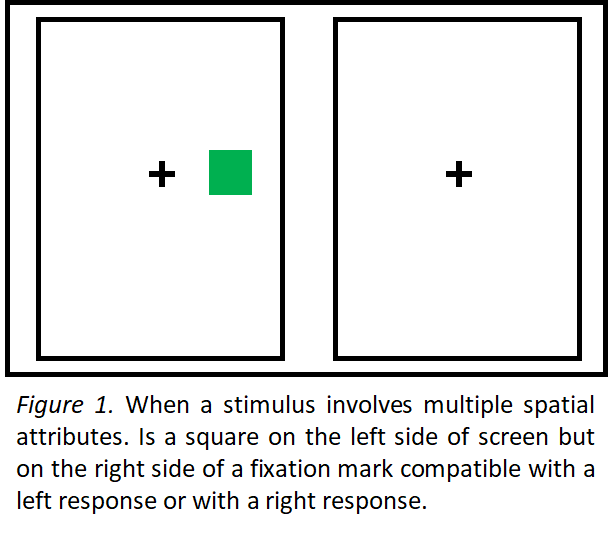 Figure 1. When a stimulus involves multiple spatial
attributes. Is a square on the left side of screen but
on the right side of a fixation mark compatible with a
left response or with a right response.